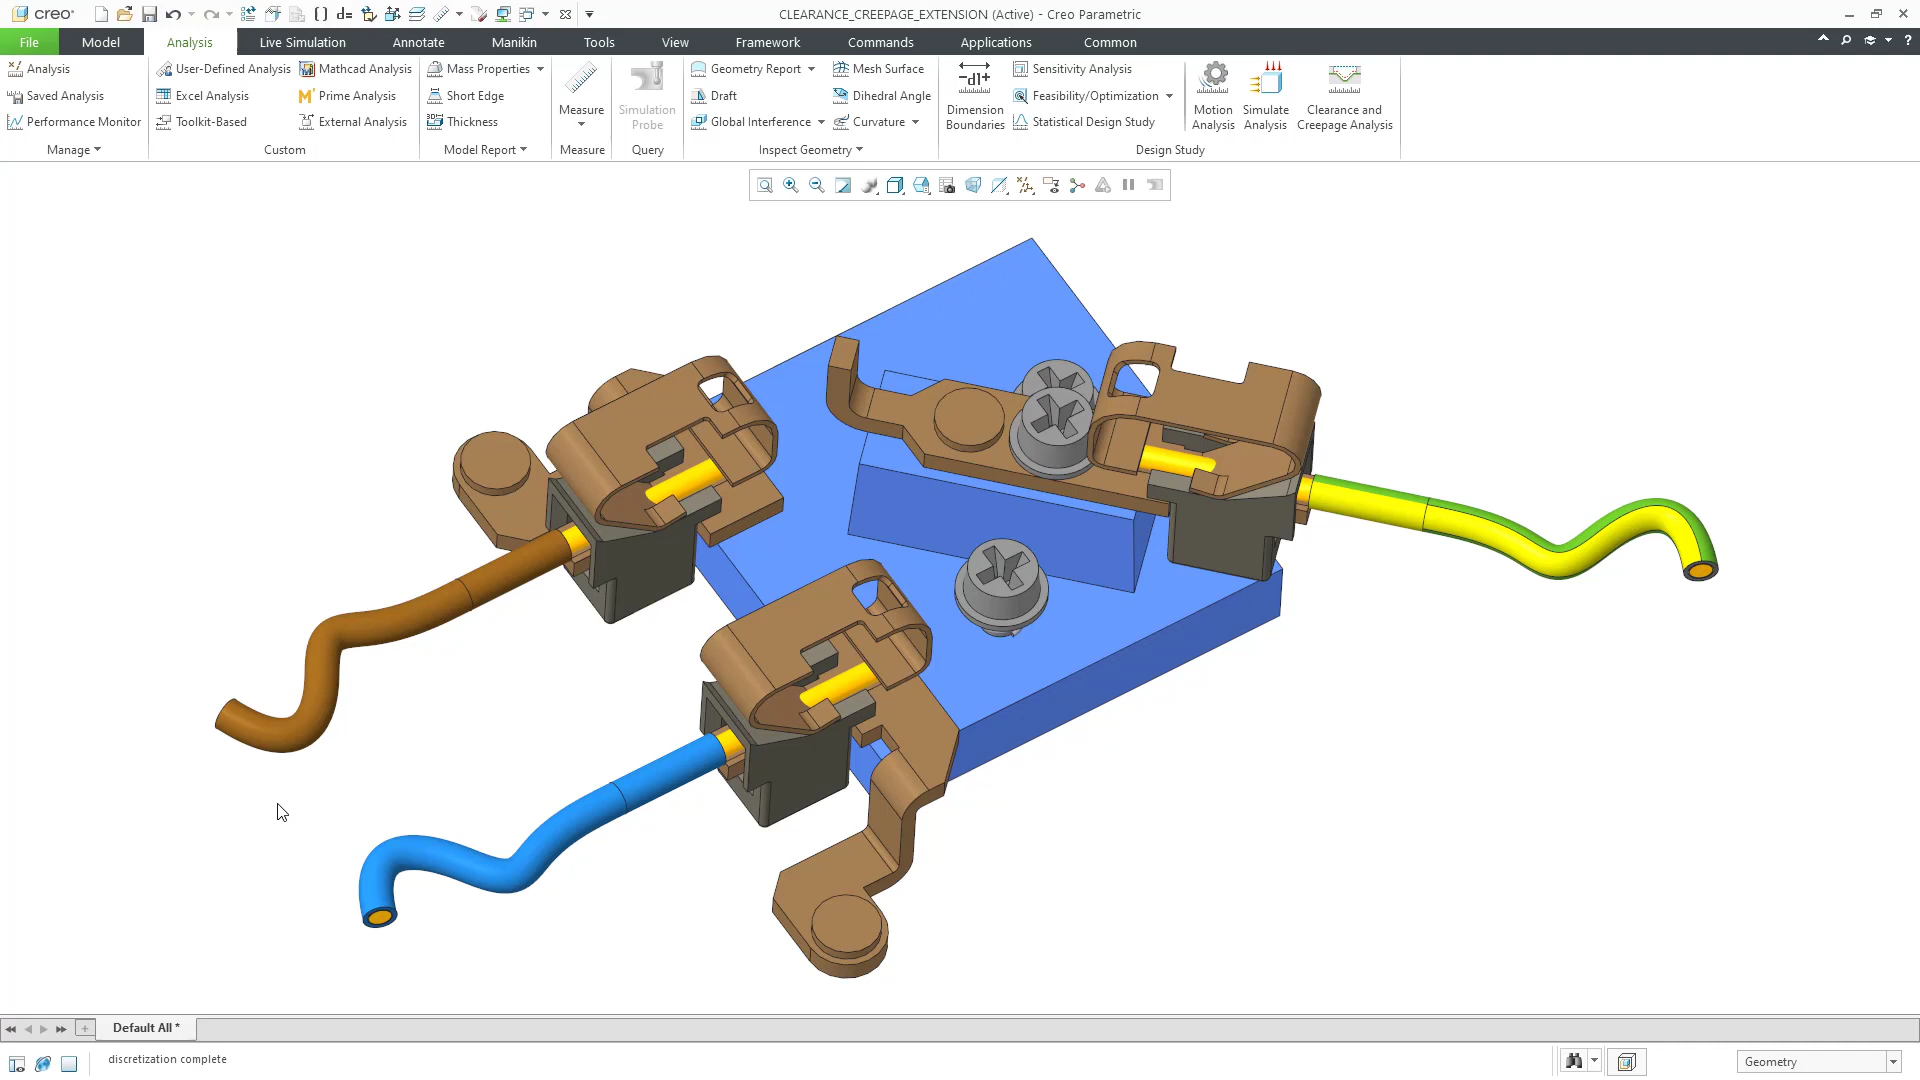 creo
d=
CLEARANCE_CREEPAGE_EXTENSION (Active) - Creo Parametric
File
Model
Analysis
Live Simulation
Annotate
Manikin
Tools
View
Framework
Commands
Applications
Common
Analysis
Saved Analysis
Performance Monitor
Manage
User-Defined Analysis
Excel Analysis
Toolkit-Based
Mathcad Analysis
Prime Analysis
External Analysis
Custom
Mass Properties
Short Edge
Thickness
Model Report
Measure
Measure
Simulation
Probe
Query
Geometry Report
Draft
Global Interference
Mesh Surface
Dihedral Angle
Curvature
Inspect Geometry
Dimension
Boundaries
Sensitivity Analysis
Feasibility/Optimization
Statistical Design Study
Motion
Analysis
Simulate
Analysis
Clearance and
Creepage Analysis
Design Study
Default All *
discretization complete
Geometry